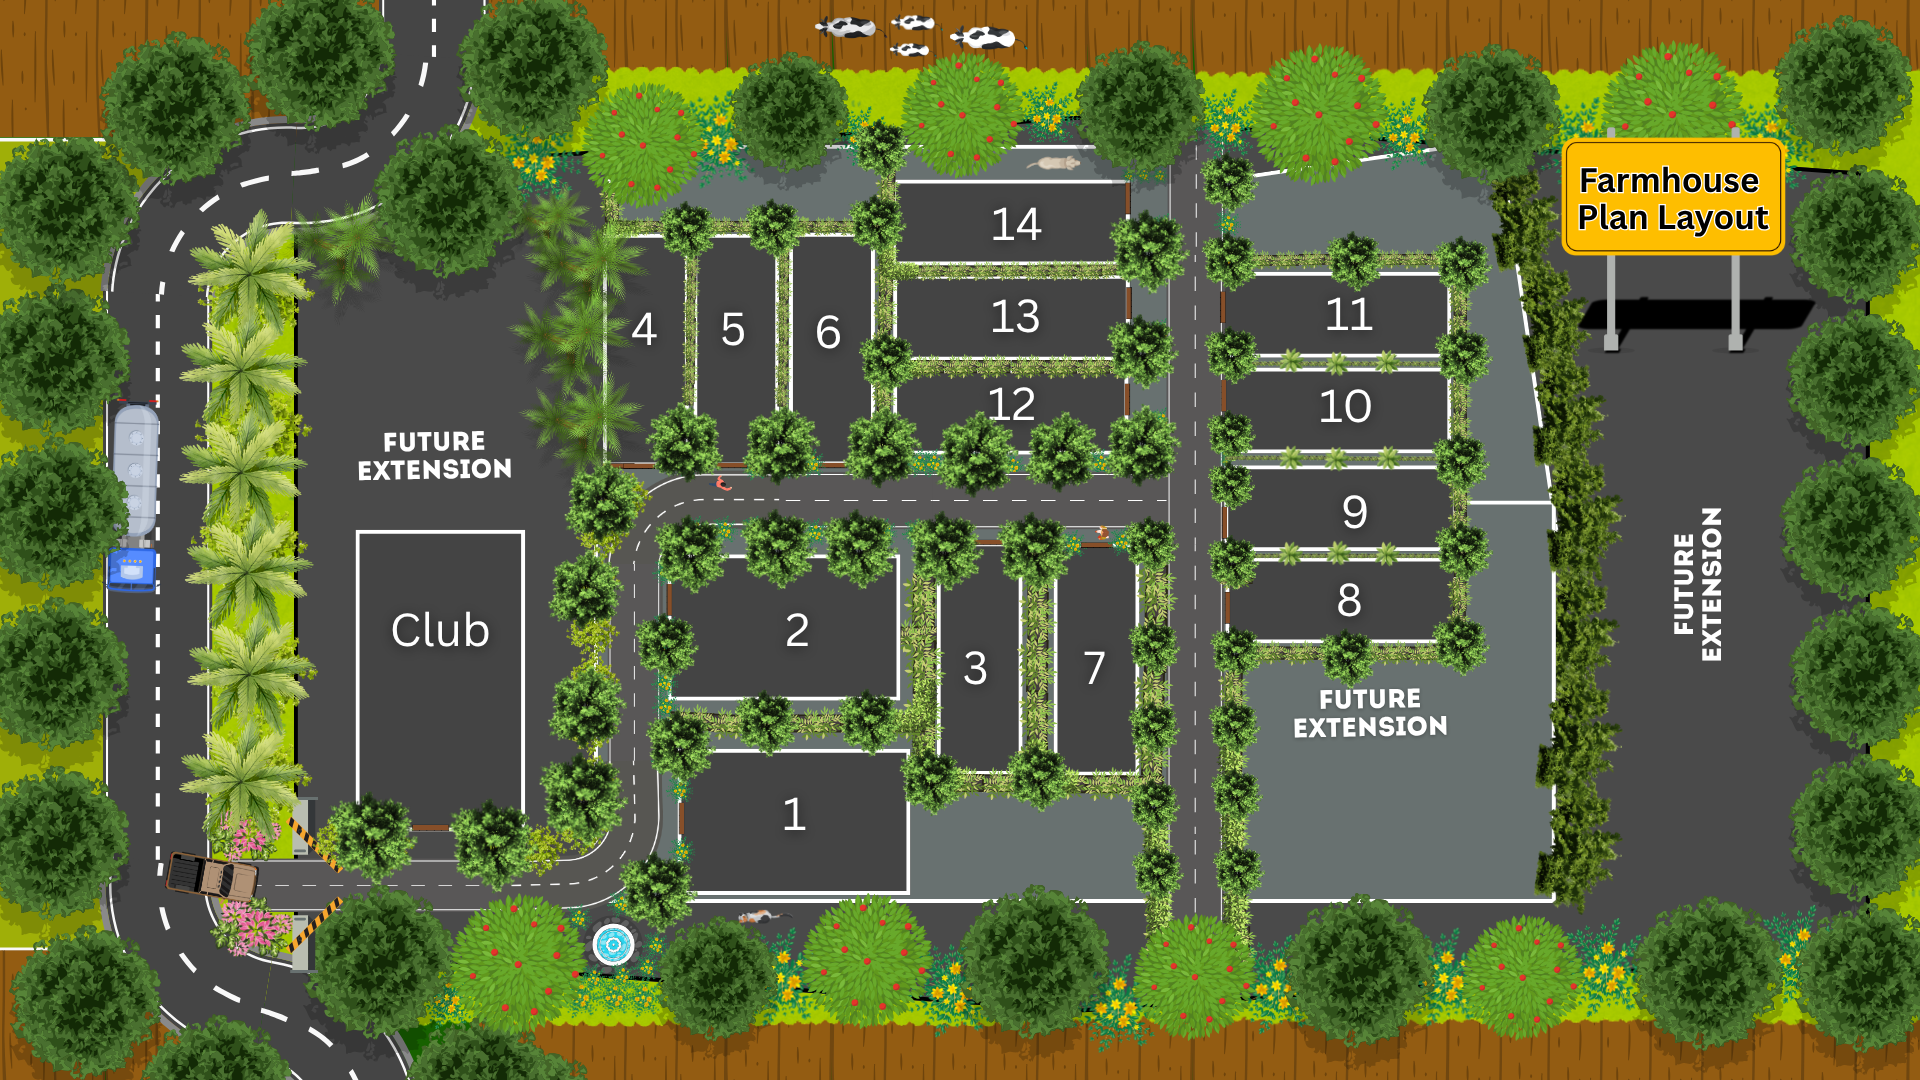 Farmhouse
Plan Layout
14
13
12
4
5
6
11
10
9
8
FUTURE
EXTENSION
Club
2
3
7
1
FUTURE
EXTENSION
FUTURE
EXTENSION